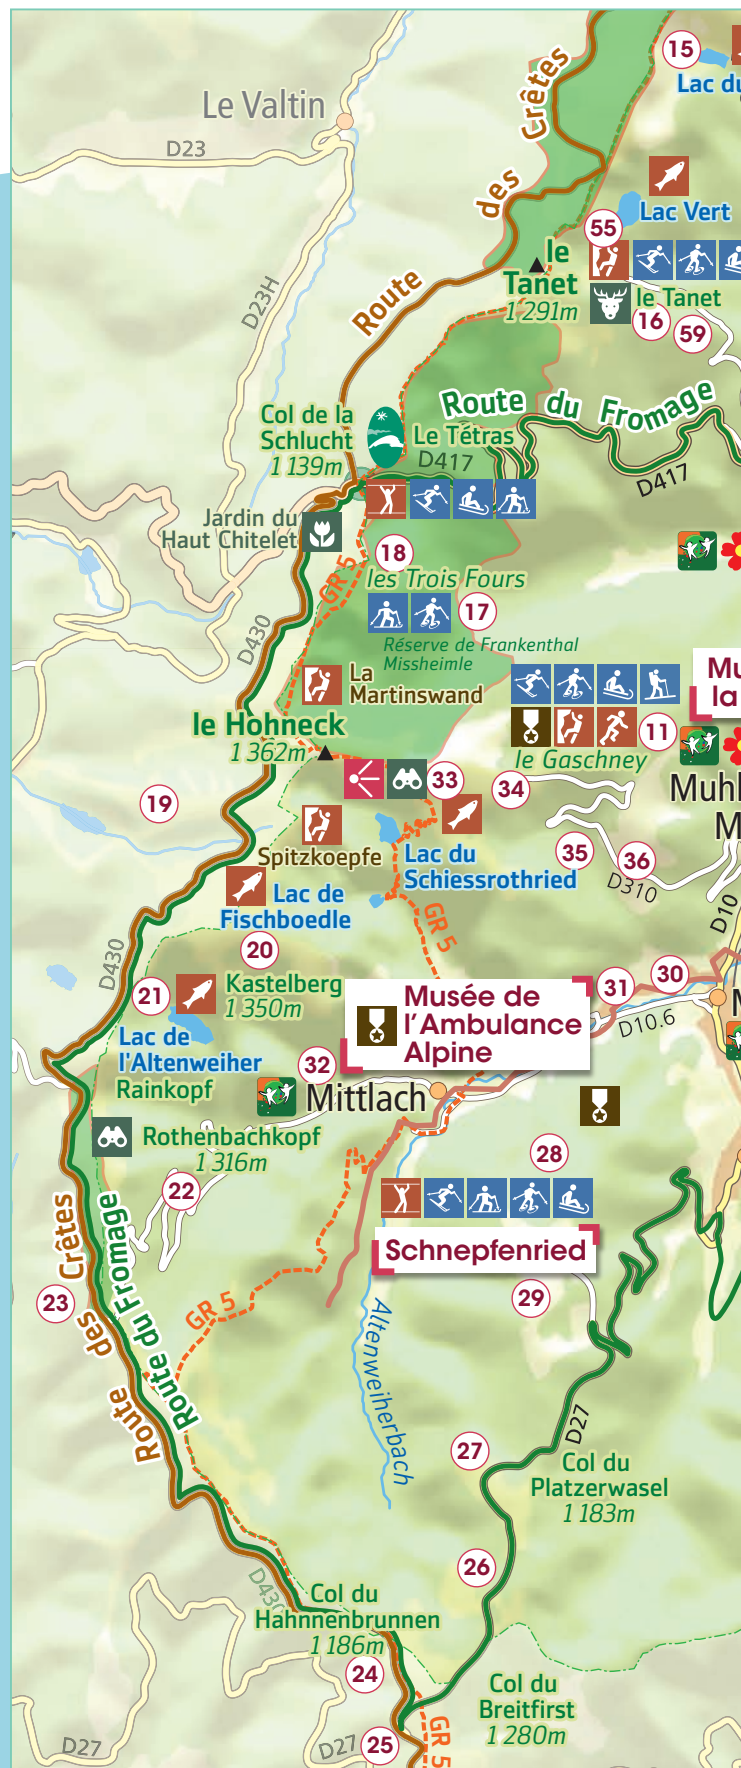 15
Lac du
Le Valtin
D23
Route des Crêtes
Lac Vert
55
le
Tanet
1 291m
le Tanet
16
59
D23H
Col de la
Schlucht
1 139m
Le Tétras
Route du Fromage
D417
D417
Jardin du
Haut Chitelet
18
GR 5
les Trois Fours
17
Réserve de Frankenthal
Missheimle
D430
La
Martinswand
Mu
la
le Hohneck
1 362m
11
le Gaschney
33
34
Muhl
M
19
Spitzkoepfe
Lac du
Schiessrothried
35
36
D310
Lac de
Fischboedle
GR 5
D10
D430
20
21
Kastelberg
1 350m
31
30
Musée de
l'Ambulance
Alpine
M
D10.6
Lac de
l'Altenweiher
Rainkopf
32
Mittlach
Rothenbachkopf
1 316m
28
22
Schnepfenried
29
Route des Crêtes
Route du Fromage
23
GR 5
Altenweiherbach
D27
27
Col du
Platzerwasel
1 183m
26
D430
Col du
Hahnnenbrunnen
1 186m
24
Col du
Breitfirst
1 280m
D27
D27
25
GR 5